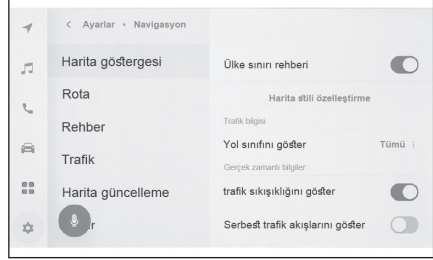 < Ayarlar • Navigasyon
Harita göstergesi
Rota
Rehber
Trafik
Harita güncelleme
r
Ülke sınırı rehberi
Harita stili özelleştirme
Trafik bilgisi
Yol sınıfını göster Tümü
Gerçek zamanlı bilgiler
trafik sıkışıklığını göster
Serbest trafik akışlarını göster